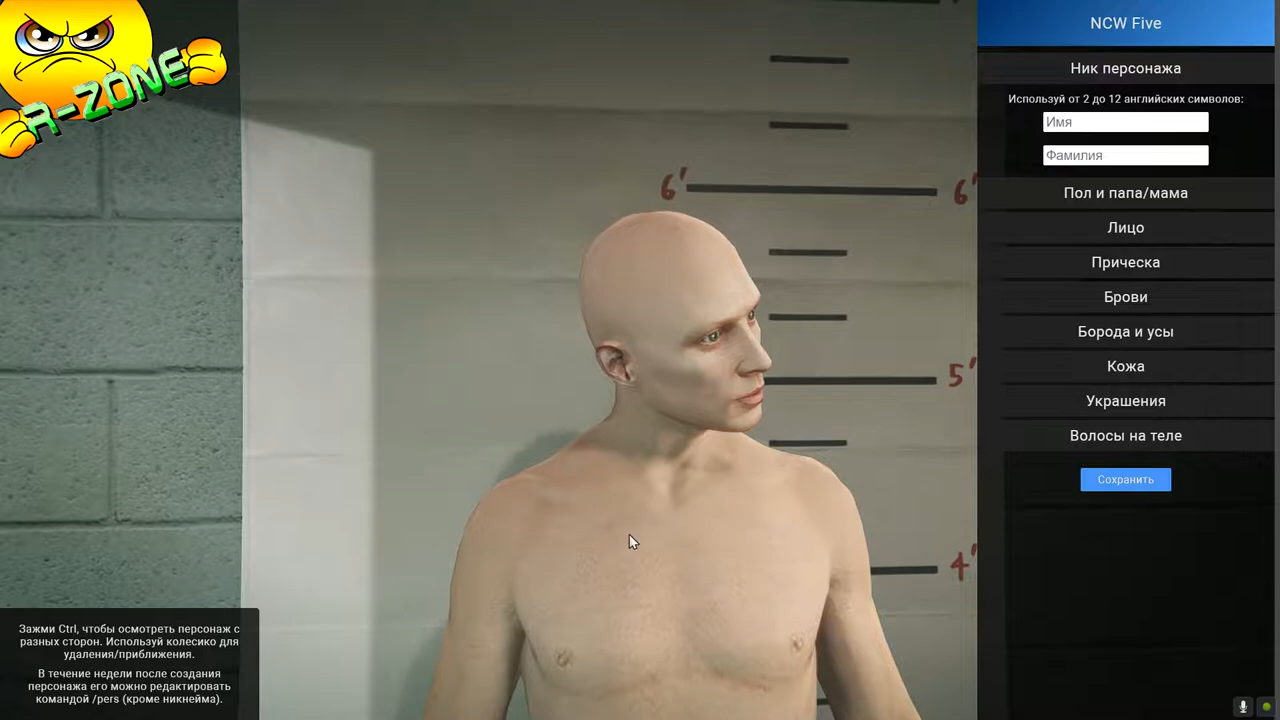 R-ZONE
NCW Five
Ник персонажа
Используй от 2 до 12 английских символов:
Имя
Фамилия
Пол и папа/мама
Лицо
Прическа
Брови
Борода и усы
Кожа
Украшения
Волосы на теле
Сохранить
6' 6'
5'
4'
Зажми Ctrl, чтобы осмотреть персонаж с
разных сторон. Используй колесико для
удаления/приближения.
В течение недели после создания
персонажа его можно редактировать
командой /pers (кроме никнейма).